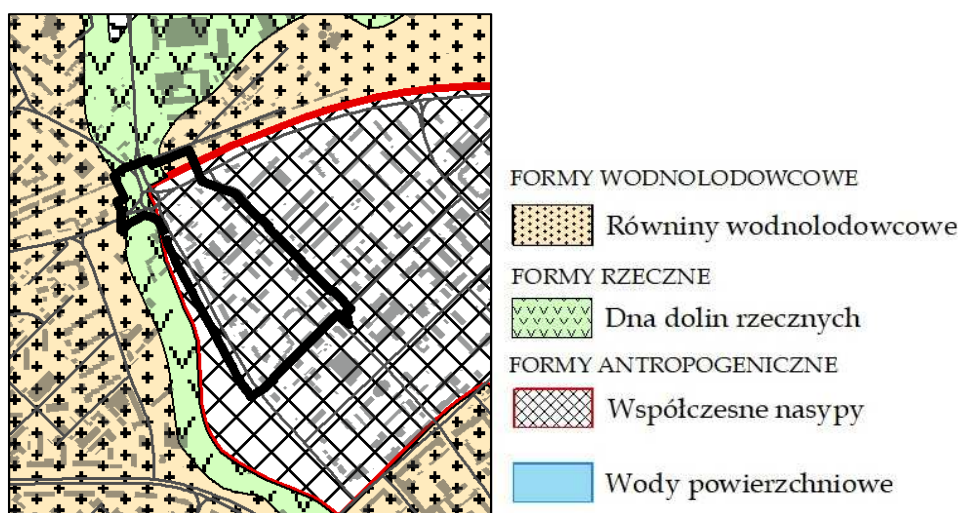 FORMY WODNOLODOWCOWE
Równiny wodnolodowcowe
FORMY RZECZNE
Dna dolin rzecznych
FORMY ANTROPOGENICZNE
Współczesne nasypy
Wody powierzchniowe